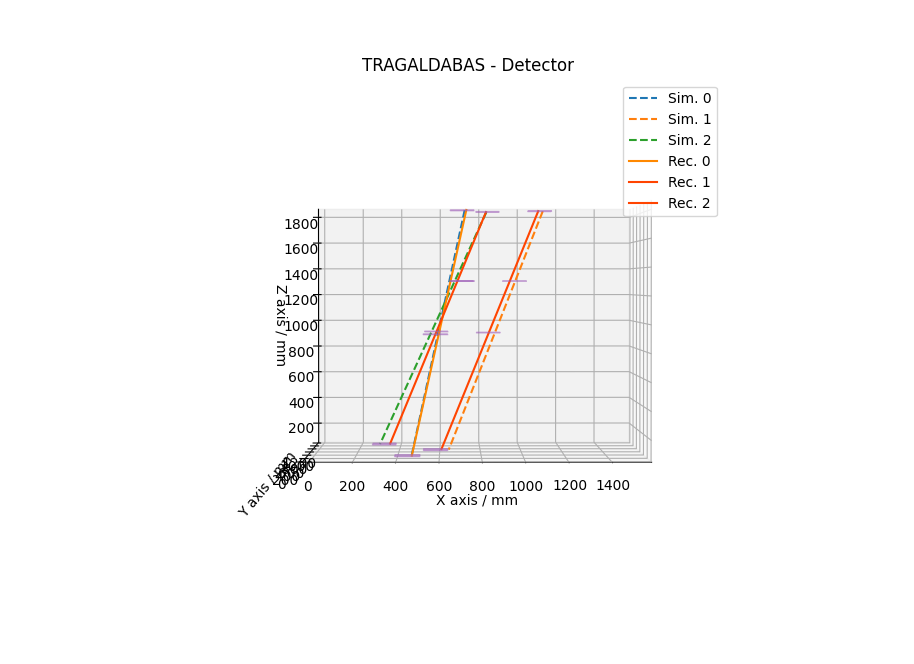 TRAGALDABAS - Detector
Sim. 0
Sim. 1
Sim. 2
Rec. 0
Rec. 1
Rec. 2
1800
1600
1400
1200
1000
800
600
400
200
Z axis / mm
Y axis / mm
0 200 400 600 800 1000 1200 1400
X axis / mm